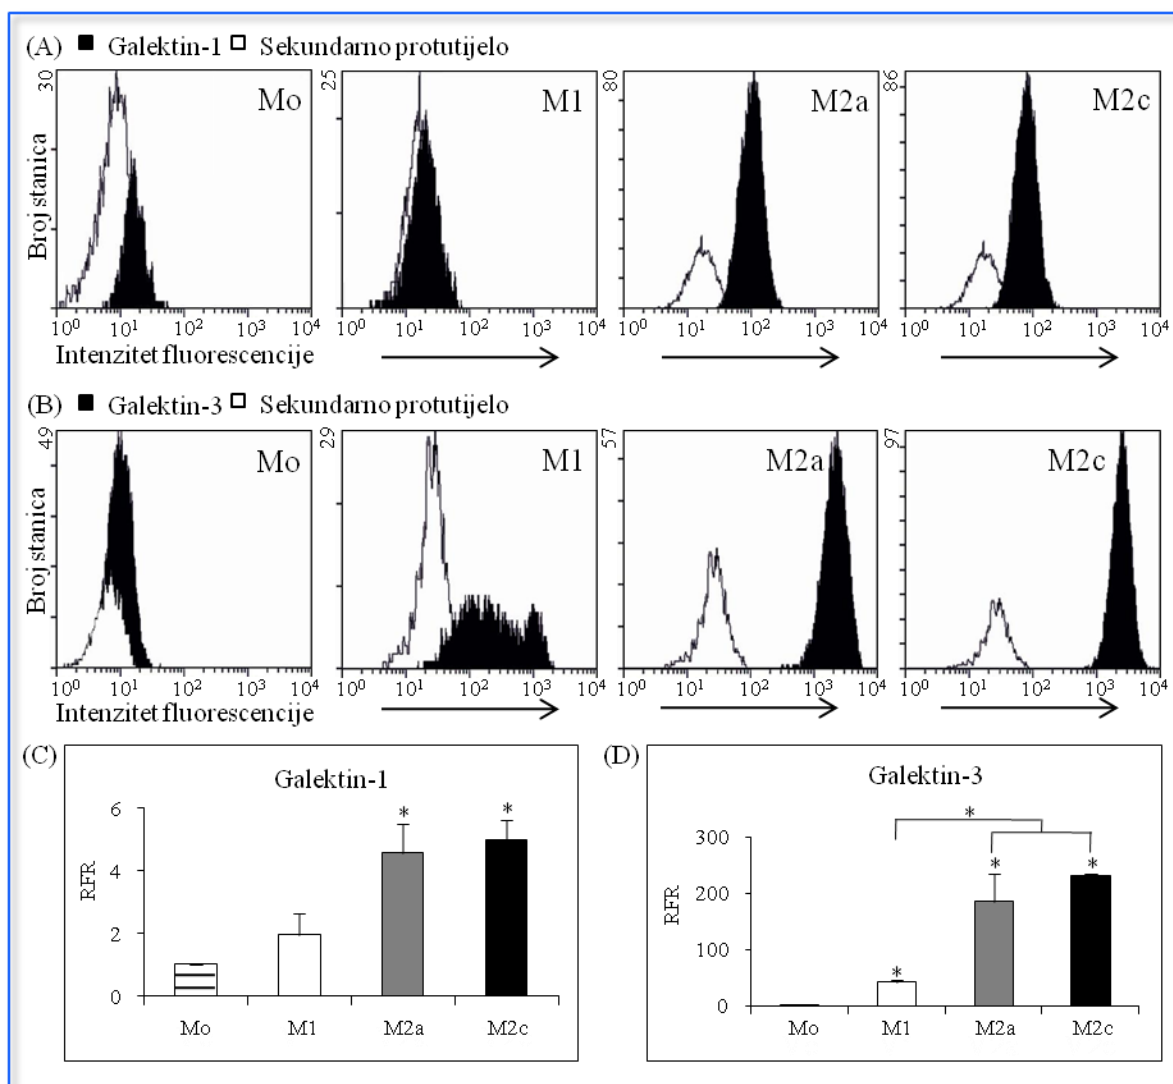 (A) ■ Galektin-1 □ Sekundarno protutijelo
30 Mo 25 M1 80 M2a 86 M2c
Broj stanica
10⁰ 10¹ 10² 10³ 10⁴ 10⁰ 10¹ 10² 10³ 10⁴ 10⁰ 10¹ 10² 10³ 10⁴ 10⁰ 10¹ 10² 10³ 10⁴
Intenzitet fluorescencije
(B) ■ Galektin-3 □ Sekundarno protutijelo
49 Mo 29 M1 57 M2a 97 M2c
Broj stanica
10⁰ 10¹ 10² 10³ 10⁴ 10⁰ 10¹ 10² 10³ 10⁴ 10⁰ 10¹ 10² 10³ 10⁴ 10⁰ 10¹ 10² 10³ 10⁴
Intenzitet fluorescencije
(C)
Galektin-1
RFR
6
4
2
0
* *
Mo M1 M2a M2c
(D)
Galektin-3
RFR
300
200
100
0
*
* * *
Mo M1 M2a M2c